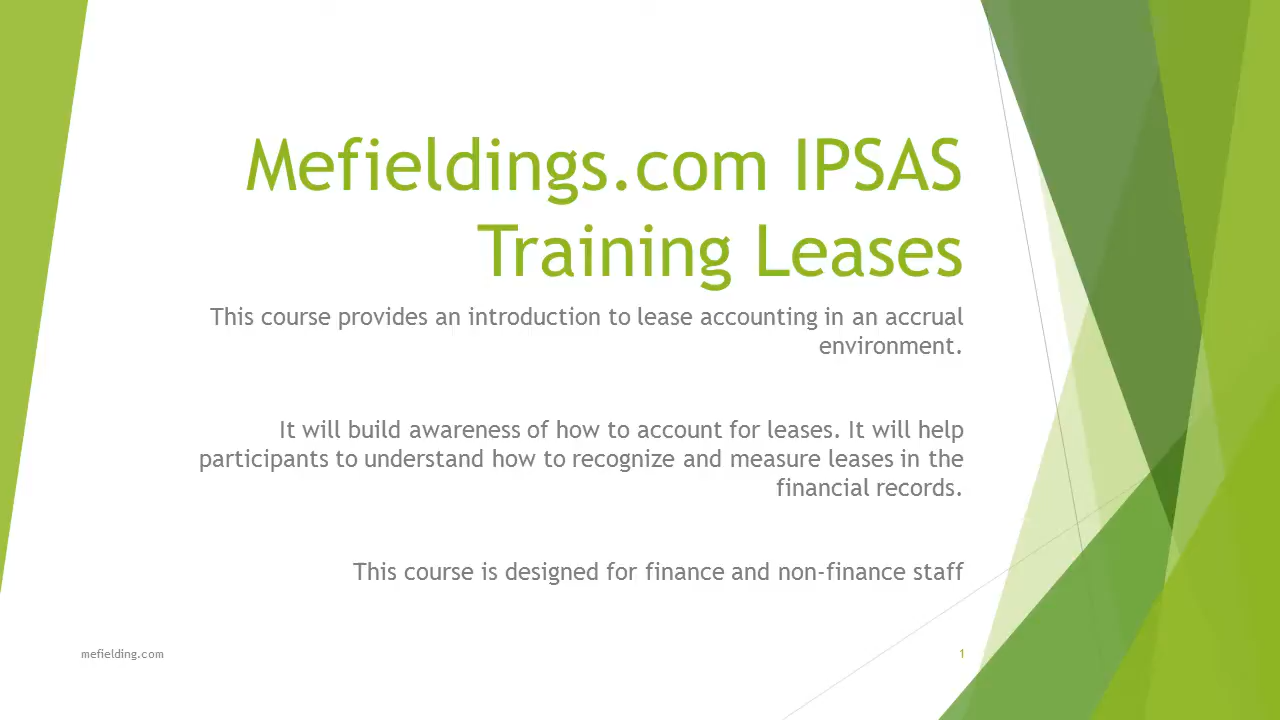 Mefieldings.com IPSAS
Training Leases
This course provides an introduction to lease accounting in an accrual
environment.
It will build awareness of how to account for leases. It will help
participants to understand how to recognize and measure leases in the
financial records.
This course is designed for finance and non-finance staff
mefielding.com
1